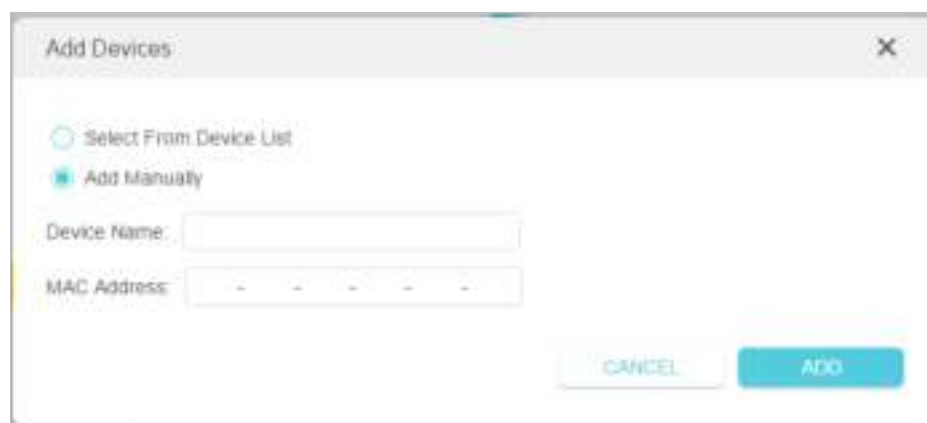 Add Devices
Select From Device List
Add Manually
Device Name:
MAC Address: - - - - -
CANCEL ADD